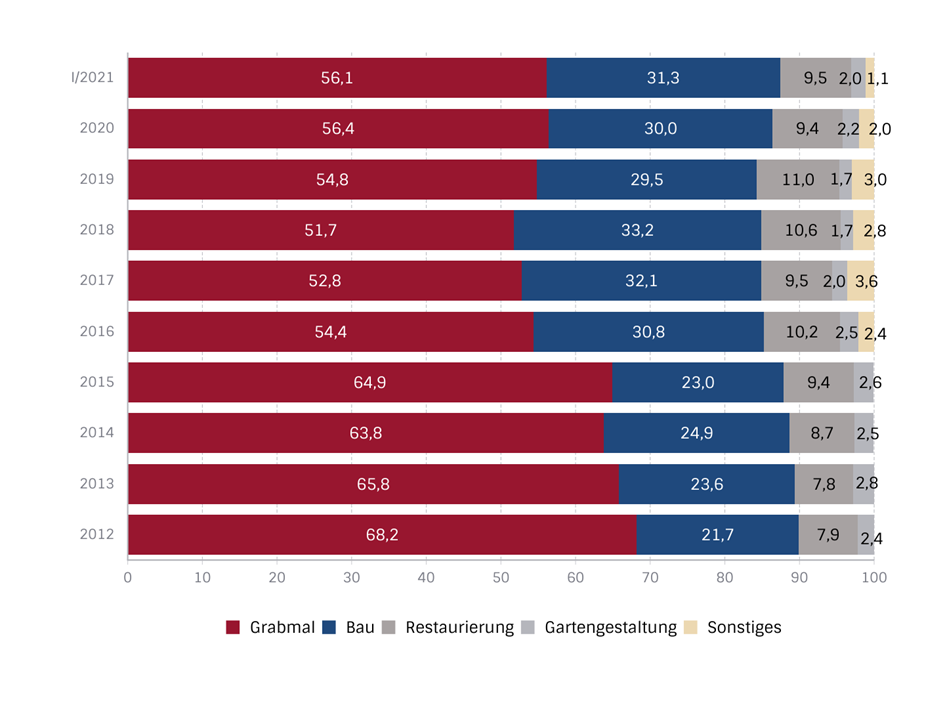 I/2021 56,1 31,3 9,5 2,0 1,1
2020 56,4 30,0 9,4 2,2 2,0
2019 54,8 29,5 11,0 1,7 3,0
2018 51,7 33,2 10,6 1,7 2,8
2017 52,8 32,1 9,5 2,0 3,6
2016 54,4 30,8 10,2 2,5 2,4
2015 64,9 23,0 9,4 2,6
2014 63,8 24,9 8,7 2,5
2013 65,8 23,6 7,8 2,8
2012 68,2 21,7 7,9 2,4
0 10 20 30 40 50 60 70 80 90 100
Grabmal Bau Restaurierung Gartengestaltung Sonstiges